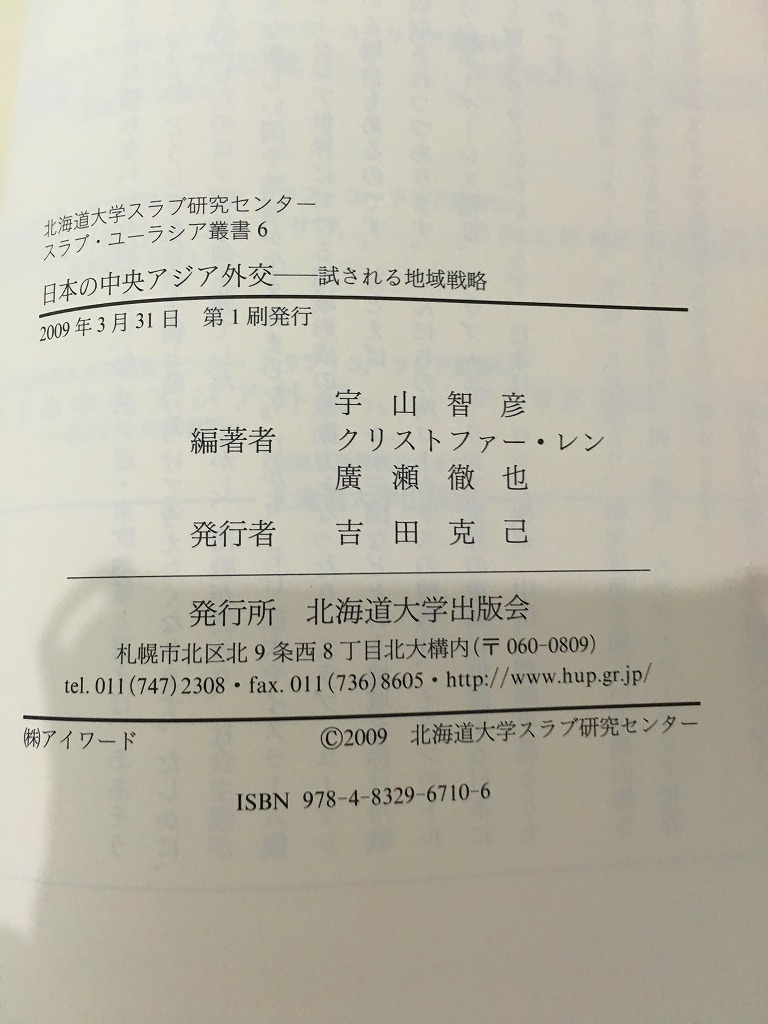 北海道大学スラブ研究センター
スラブ・ユーラシア叢書 6
日本の中央アジア外交――試される地域戦略
2009 年 3 月 31 日　第 1 刷発行
宇 山 智 彦
編著者　クリストファー・レン
廣 瀬 徹 也
発行者　吉 田 克 己
発行所　北海道大学出版会
札幌市北区北 9 条西 8 丁目北大構内(〒 060-0809)
tel. 011(747)2308・fax. 011(736)8605・http://www.hup.gr.jp/
㈱アイワード　©2009　北海道大学スラブ研究センター
ISBN 978-4-8329-6710-6